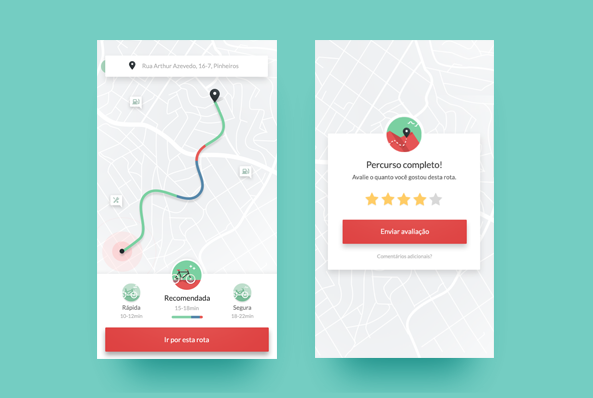 Rua Arthur Azevedo, 16-7, Pinheiros
Rápida
10-12min
Recomendada
15-18min
Segura
18-22min
Ir por esta rota
Percurso completo!
Avalie o quanto você gostou desta rota.
Enviar avaliação
Comentários adicionais?